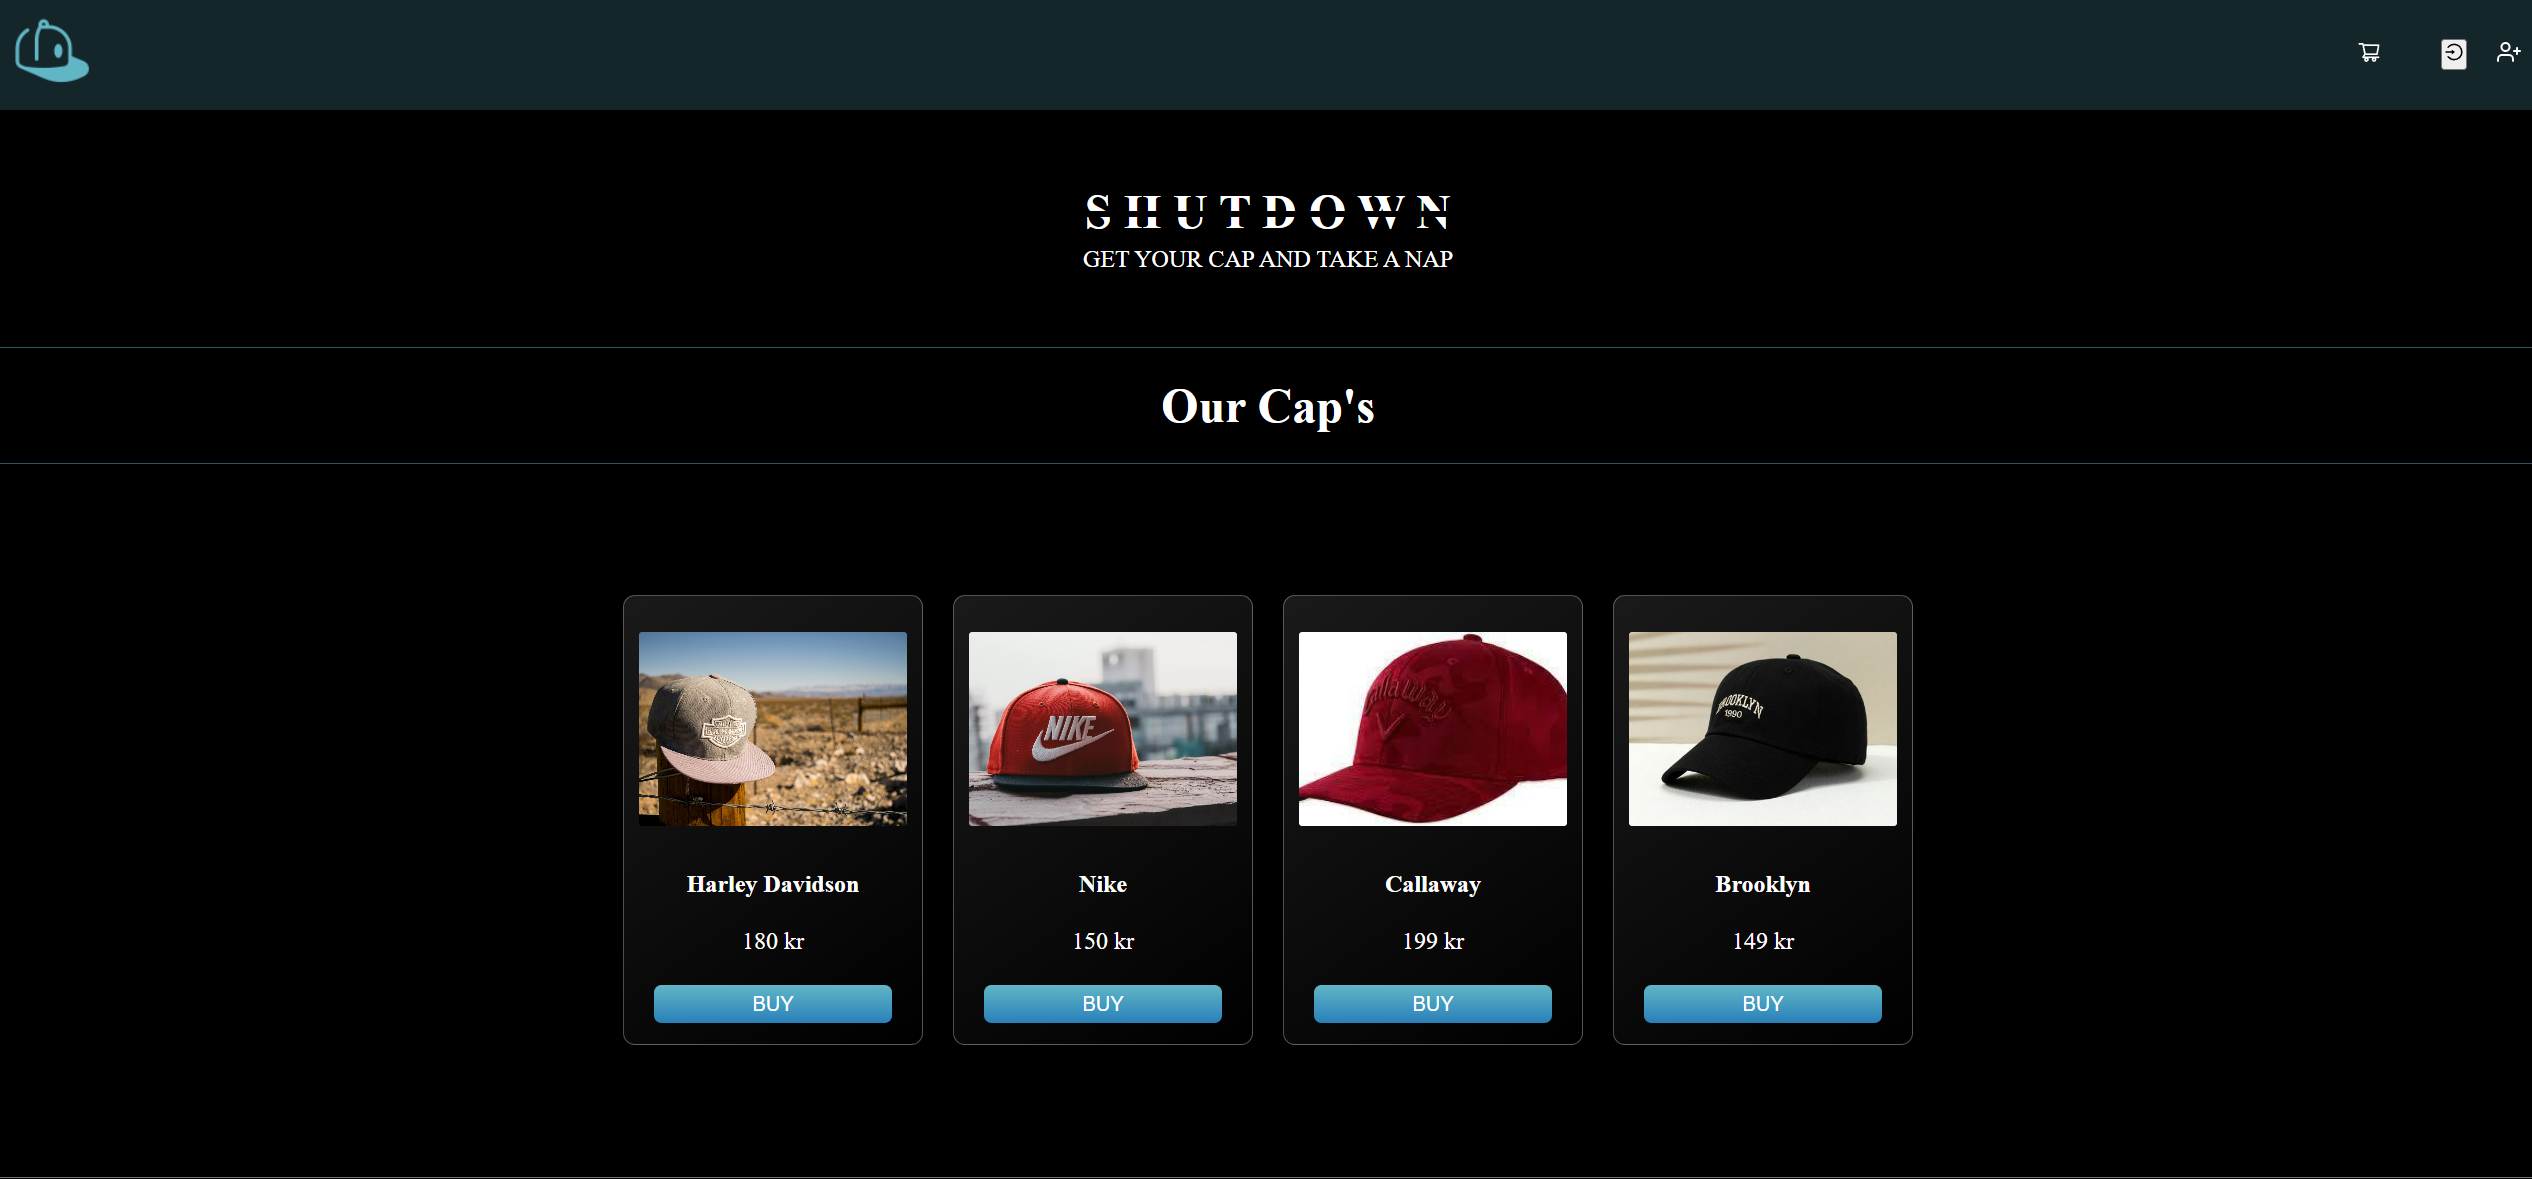 SHUTDOWN
GET YOUR CAP AND TAKE A NAP
Our Cap's
NIKE
Callaway
BROOKLYN
1990
Harley Davidson
Nike
Callaway
Brooklyn
180 kr
150 kr
199 kr
149 kr
BUY
BUY
BUY
BUY